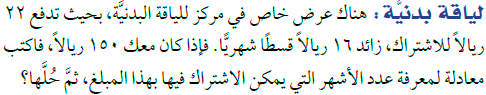 لياقة بدنيَّة: هناك عرض خاص في مركز للياقة البدنيَّة، بحيث تدفع ٢٢
ريالاً للاشتراك، زائد ١٦ ريالاً قسطًا شهريًّا. فإذا كان معك ١٥٠ ريالاً، فاكتب
معادلة لمعرفة عدد الأشهر التي يمكن الاشتراك فيها بهذا المبلغ، ثمَّ حُلَّها؟